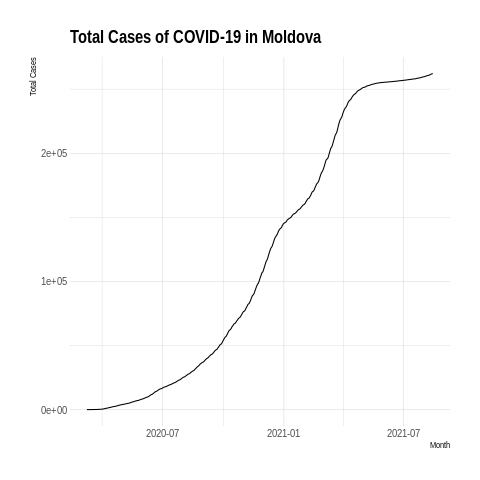 Total Cases of COVID-19 in Moldova
Total Cases
2e+05
1e+05
0e+00
2020-07
2021-01
2021-07
Month